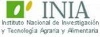 INIA
Instituto Nacional de Investigación
y Tecnología Agraria y Alimentaria